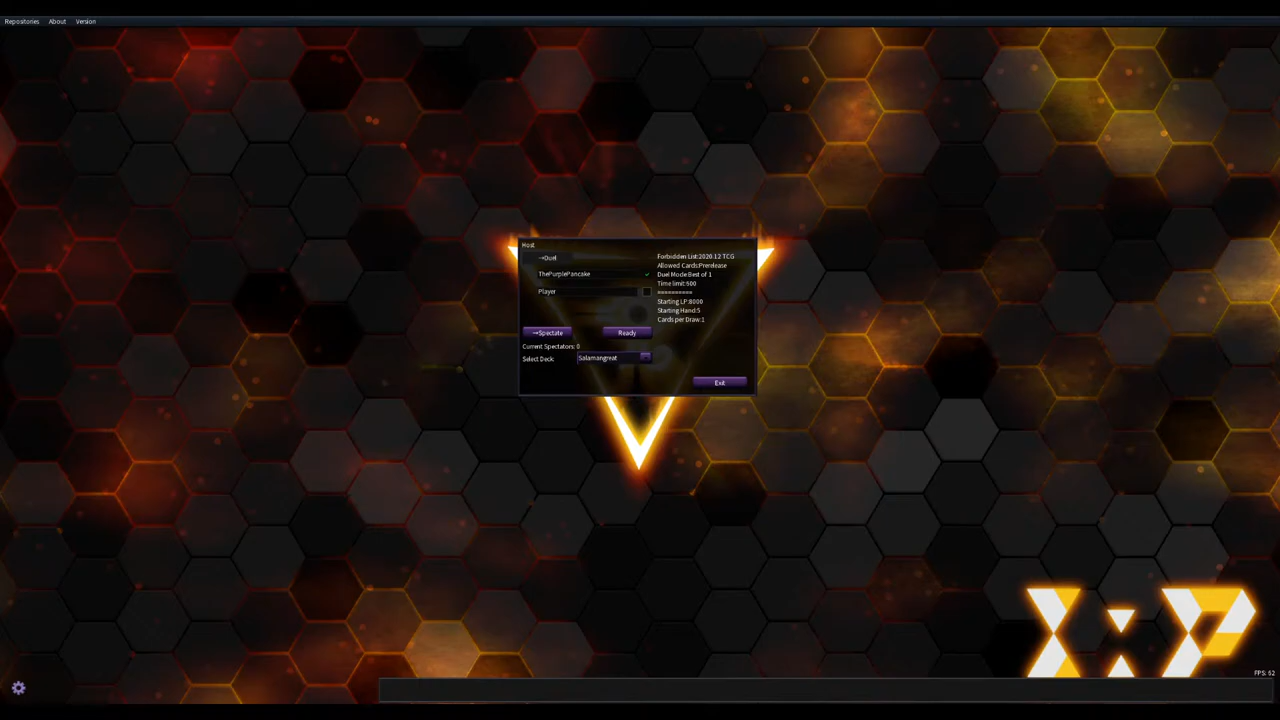 Repositories About Version
Host
→Duel
ThePurplePancake
Player
→Spectate Ready
Current Spectators: 0
Select Deck: Salamangreat
Forbidden List:2020.12 TCG
Allowed Cards:Prerelease
Duel Mode:Best of 1
Time limit:600
==========
Starting LP:8000
Starting Hand:5
Cards per Draw:1
Exit
X:P
FPS: 62